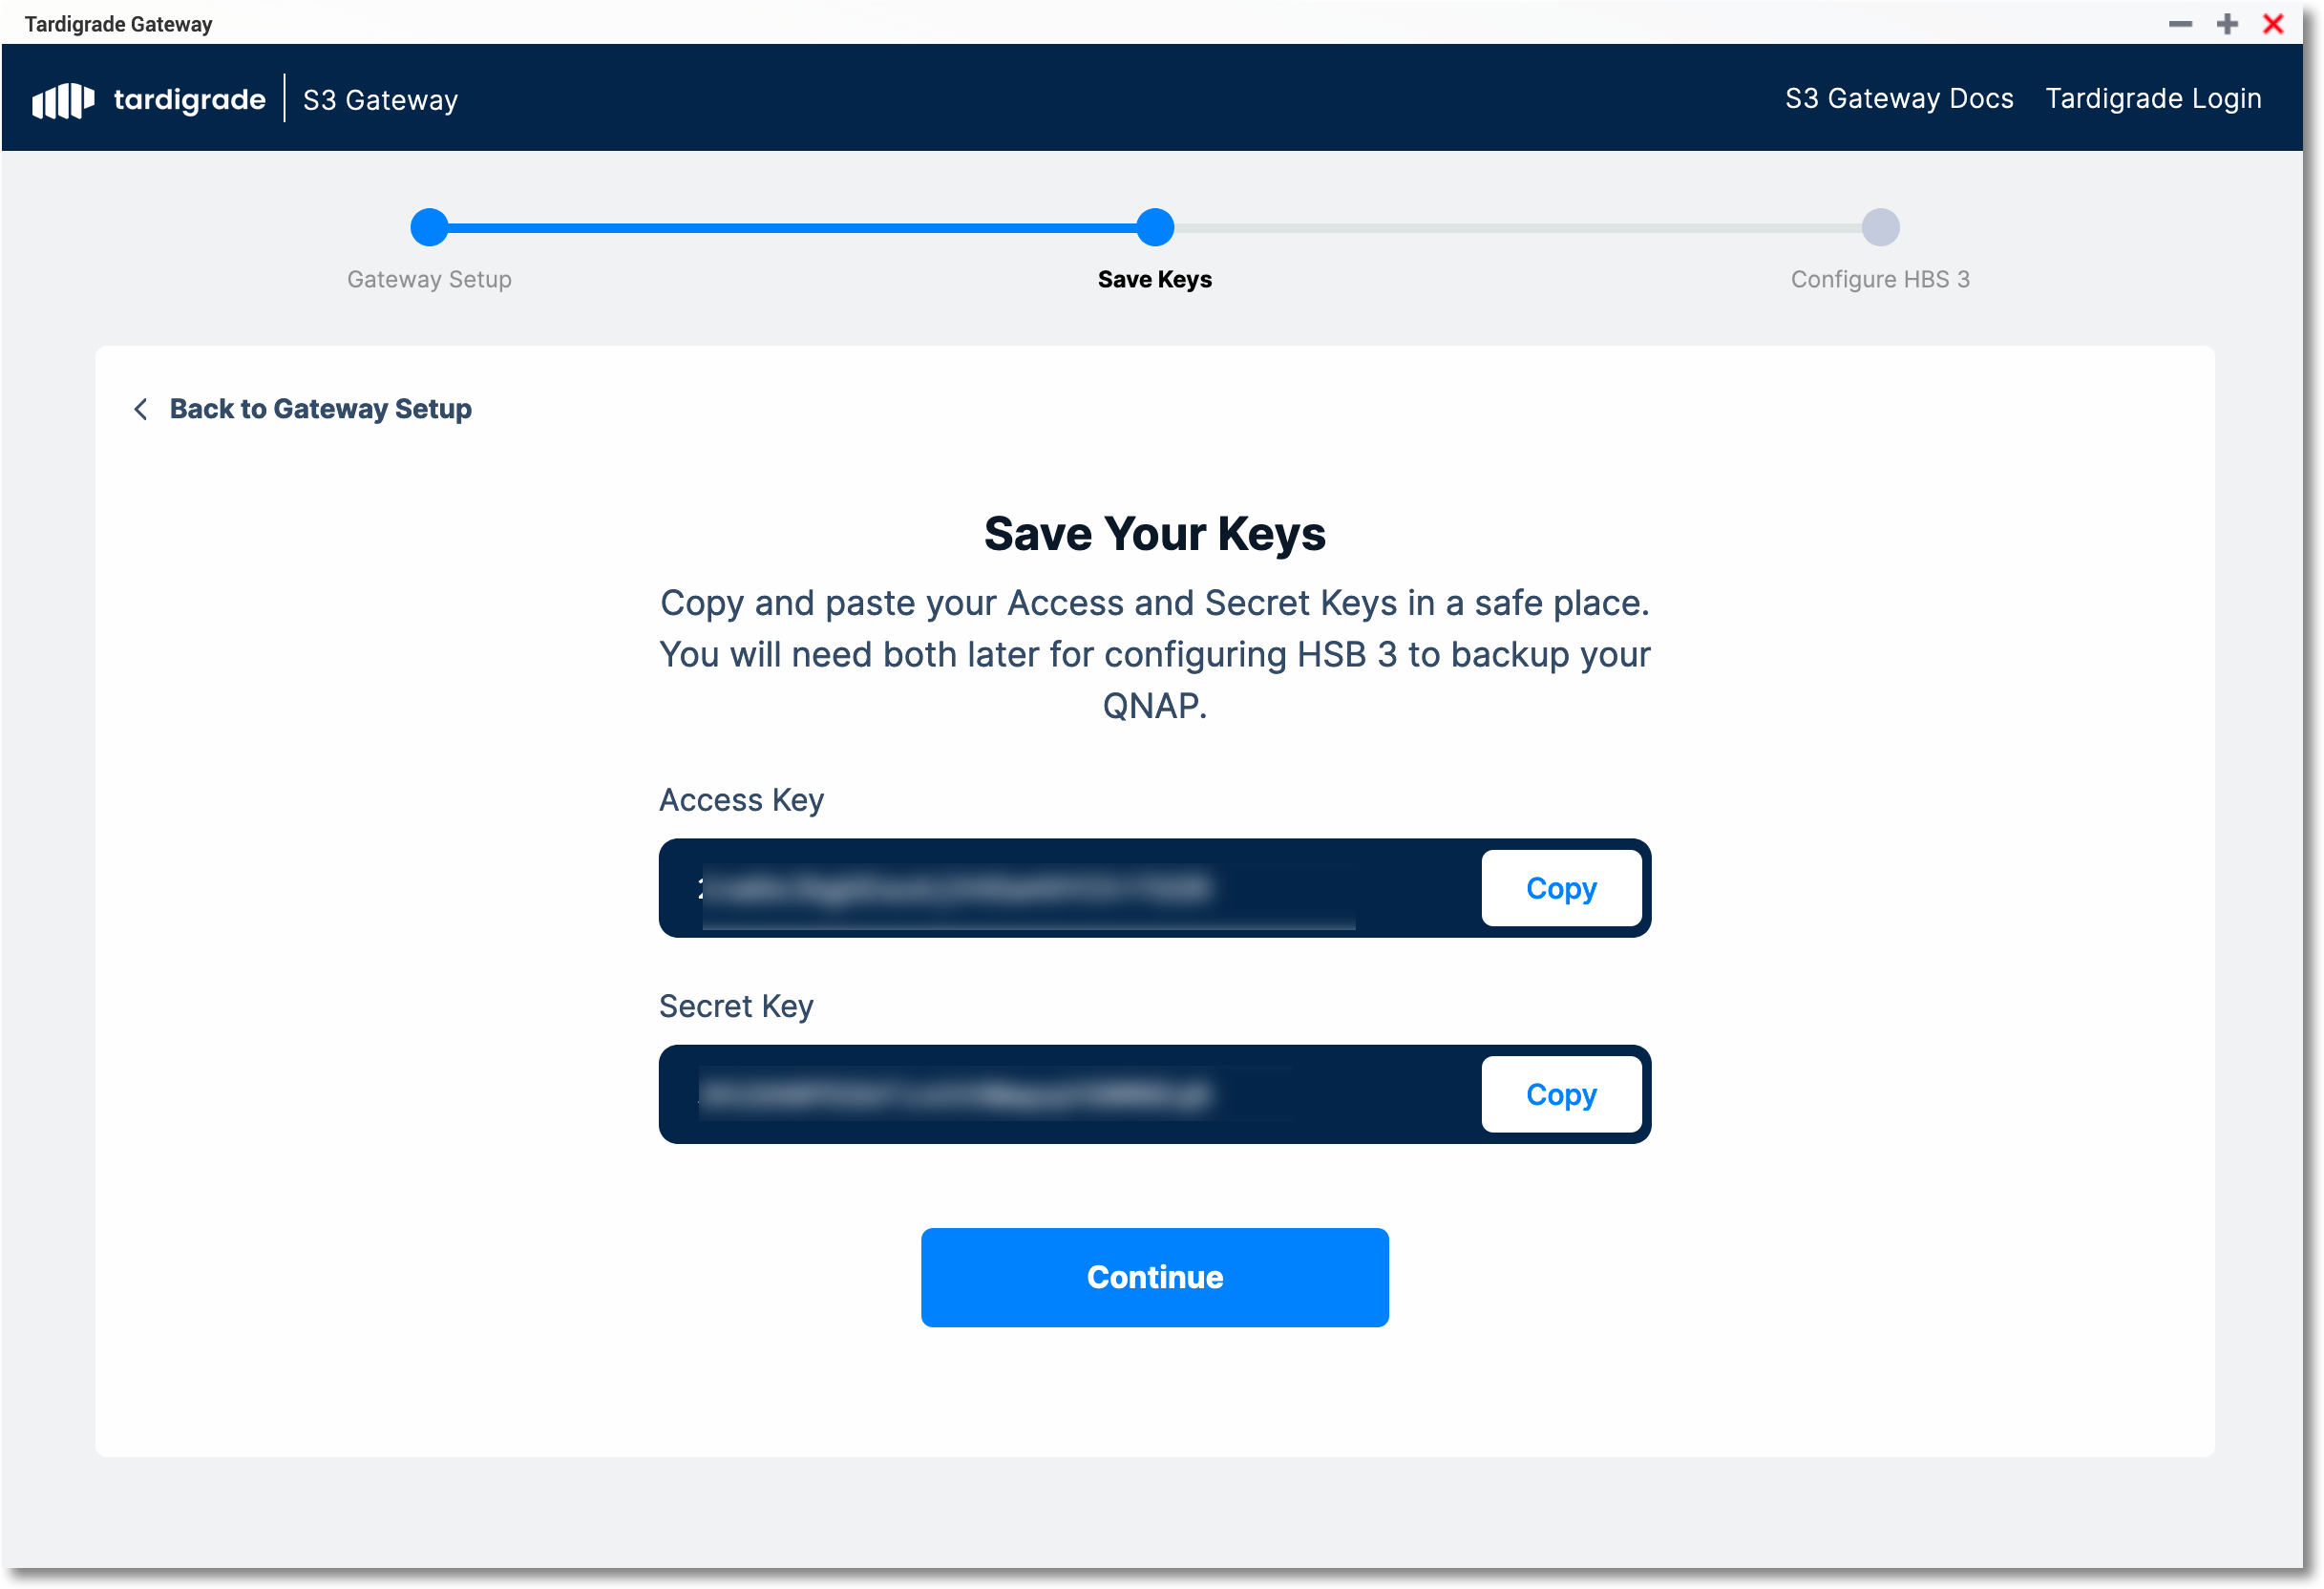 Tardigrade Gateway
tardigrade | S3 Gateway
S3 Gateway Docs Tardigrade Login
Gateway Setup
Save Keys
Configure HBS 3
Back to Gateway Setup
Save Your Keys
Copy and paste your Access and Secret Keys in a safe place.
You will need both later for configuring HSB 3 to backup your
QNAP.
Access Key
Copy
Secret Key
Copy
Continue